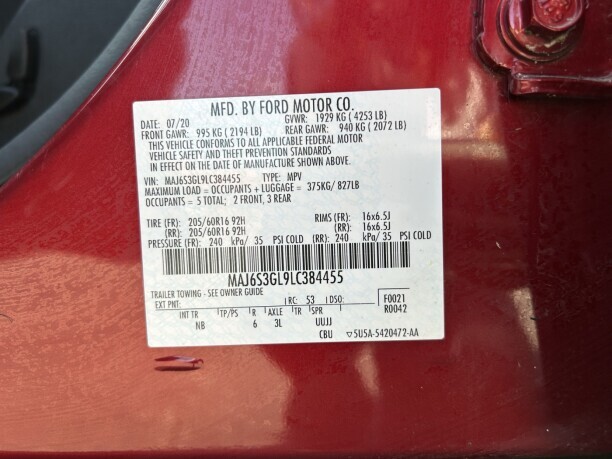 MFD. BY FORD MOTOR CO.
DATE: 07/20 GVWR: 1929 KG ( 4253 LB)
FRONT GAWR: 995 KG ( 2194 LB) REAR GAWR: 940 KG ( 2072 LB)
THIS VEHICLE CONFORMS TO ALL APPLICABLE FEDERAL MOTOR
VEHICLE SAFETY AND THEFT PREVENTION STANDARDS
IN EFFECT ON THE DATE OF MANUFACTURE SHOWN ABOVE.
VIN: MAJ6S3GL9LC384455 TYPE: MPV
MAXIMUM LOAD = OCCUPANTS + LUGGAGE = 375KG/ 827LB
OCCUPANTS = 5 TOTAL; 2 FRONT, 3 REAR
TIRE (FR): 205/60R16 92H RIMS (FR): 16x6.5J
(RR): 205/60R16 92H (RR): 16x6.5J
PRESSURE (FR): 240 kPa/ 35 PSI COLD (RR): 240 kPa/ 35 PSI COLD
MAJ6S3GL9LC384455
TRAILER TOWING - SEE OWNER GUIDE
EXT PNT: RC: 53 DSO: F0021
R0042
INT TR TP/PS R AXLE TR SPR
NB 6 3L UUJJ
CBU ▽5U5A-5420472-AA